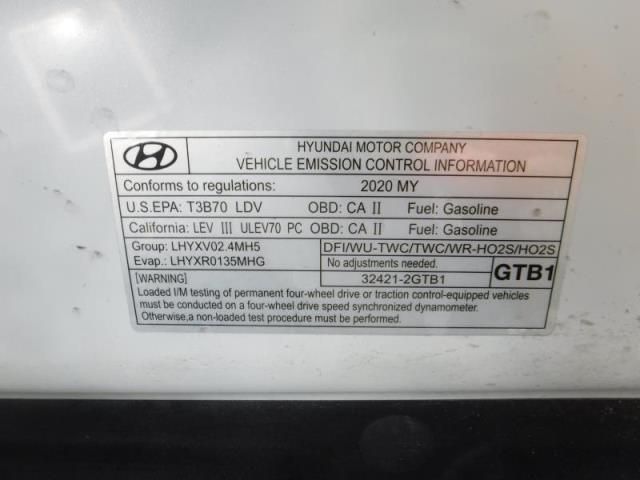 HYUNDAI MOTOR COMPANY
VEHICLE EMISSION CONTROL INFORMATION
Conforms to regulations: 2020 MY
U.S.EPA: T3B70 LDV OBD: CA II Fuel: Gasoline
California: LEV III ULEV70 PC OBD: CA II Fuel: Gasoline
Group: LHYXV02.4MH5 DFI/WU-TWC/TWC/WR-HO2S/HO2S
Evap.: LHYXR0135MHG No adjustments needed. GTB1
[WARNING] 32421-2GTB1
Loaded I/M testing of permanent four-wheel drive or traction control-equipped vehicles
must be conducted on a four-wheel drive speed synchronized dynamometer.
Otherwise,a non-loaded test procedure must be performed.